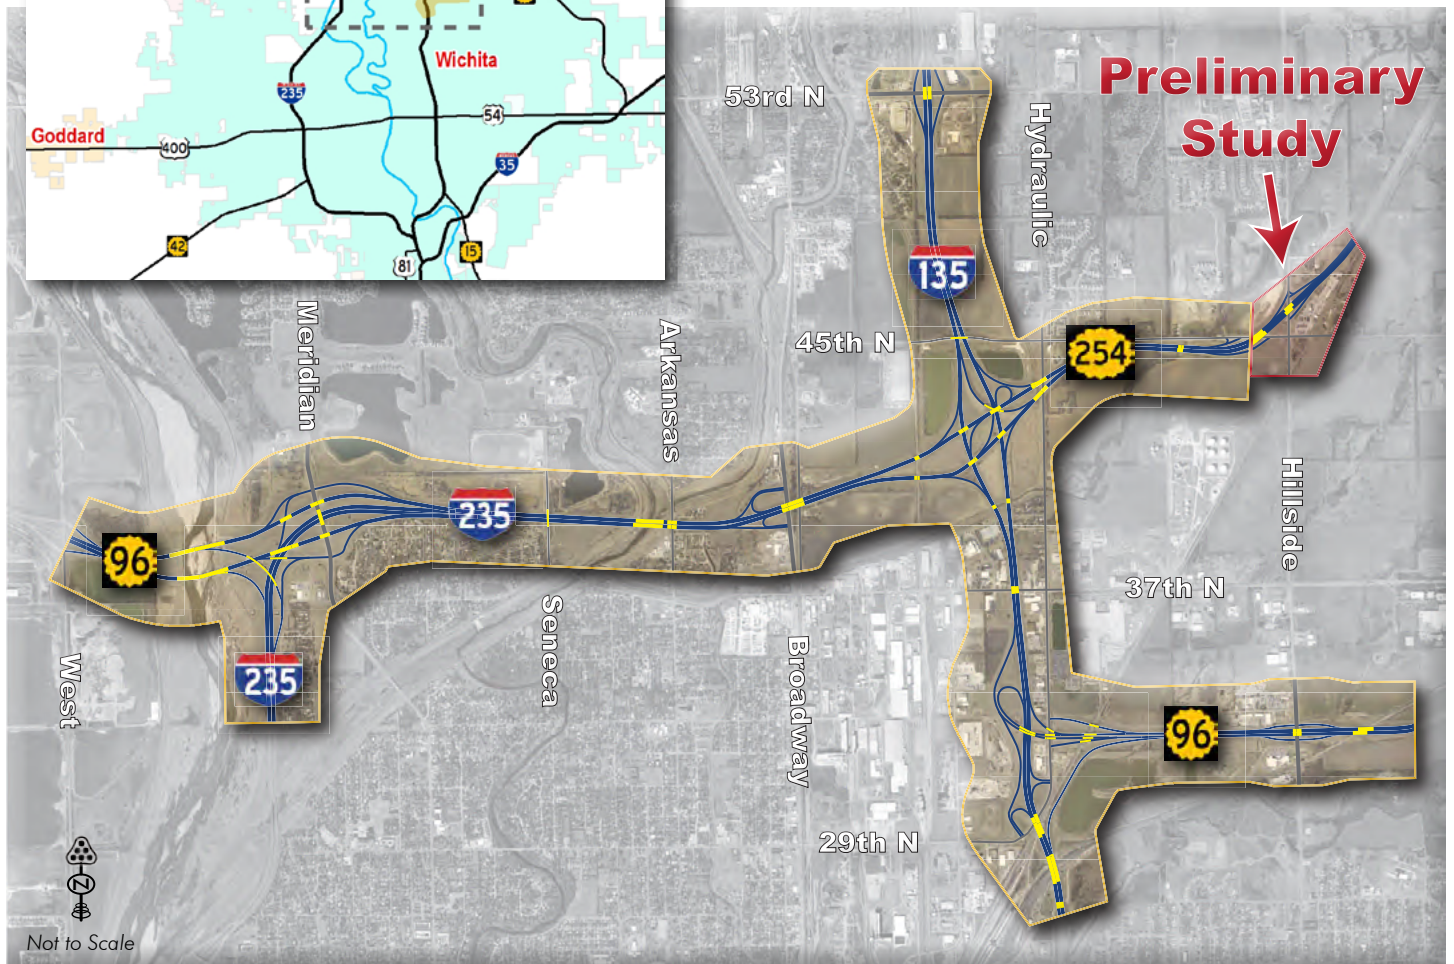 Wichita
235
54
Goddard
400
35
42
15
81
53rd N
Hydraulic
Preliminary
Study
135
Meridian
Arkansas
45th N
254
235
96
Hillside
37th N
Seneca
West
235
Broadway
96
29th N
N
Not to Scale